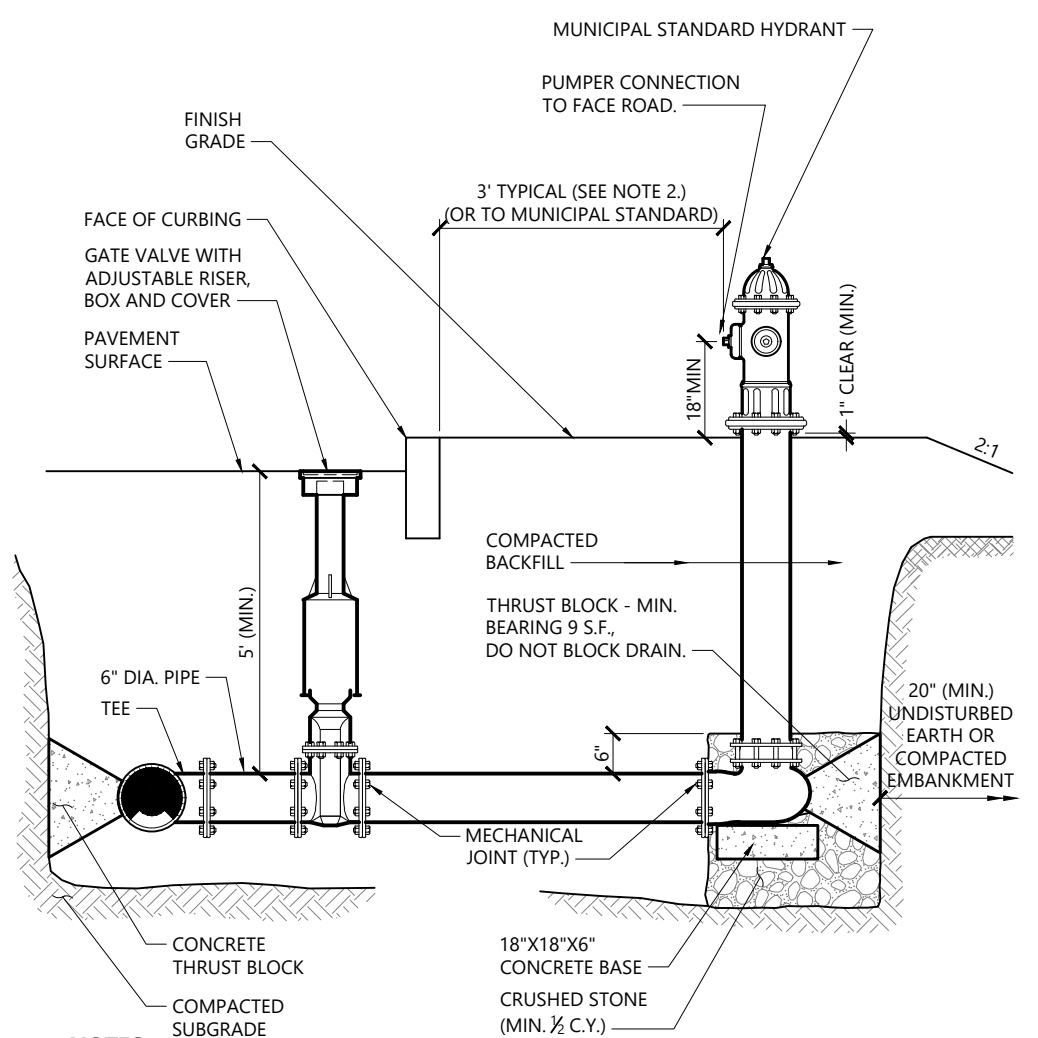 MUNICIPAL STANDARD HYDRANT
PUMPER CONNECTION
TO FACE ROAD.
FINISH
GRADE
3' TYPICAL (SEE NOTE 2.)
(OR TO MUNICIPAL STANDARD)
FACE OF CURBING
GATE VALVE WITH
ADJUSTABLE RISER,
BOX AND COVER
PAVEMENT
SURFACE
18"MIN
1" CLEAR (MIN.)
2:1
COMPACTED
BACKFILL
THRUST BLOCK - MIN.
BEARING 9 S.F.,
DO NOT BLOCK DRAIN.
5' (MIN.)
6" DIA. PIPE
TEE
6"
20" (MIN.)
UNDISTURBED
EARTH OR
COMPACTED
EMBANKMENT
MECHANICAL
JOINT (TYP.)
CONCRETE
THRUST BLOCK
18"X18"X6"
CONCRETE BASE
COMPACTED
SUBGRADE
CRUSHED STONE
(MIN. ½ C.Y.)